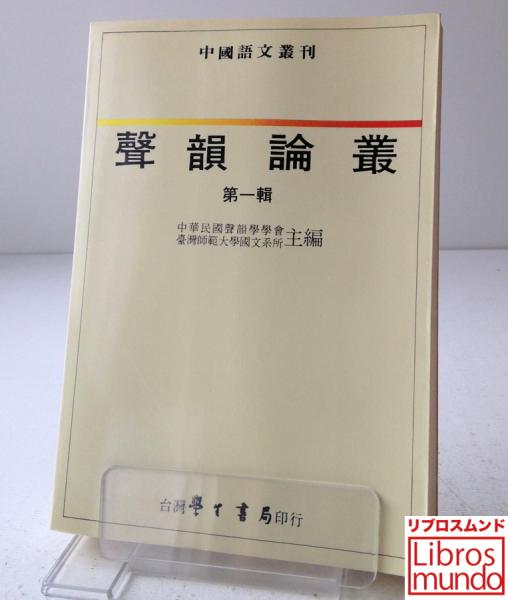 中國語文叢刊
聲韻論叢
第一輯
中華民國聲韻學學會
臺灣師範大學國文系所
主編
台灣學生書局印行
リブロスムンド
Libros
mundo